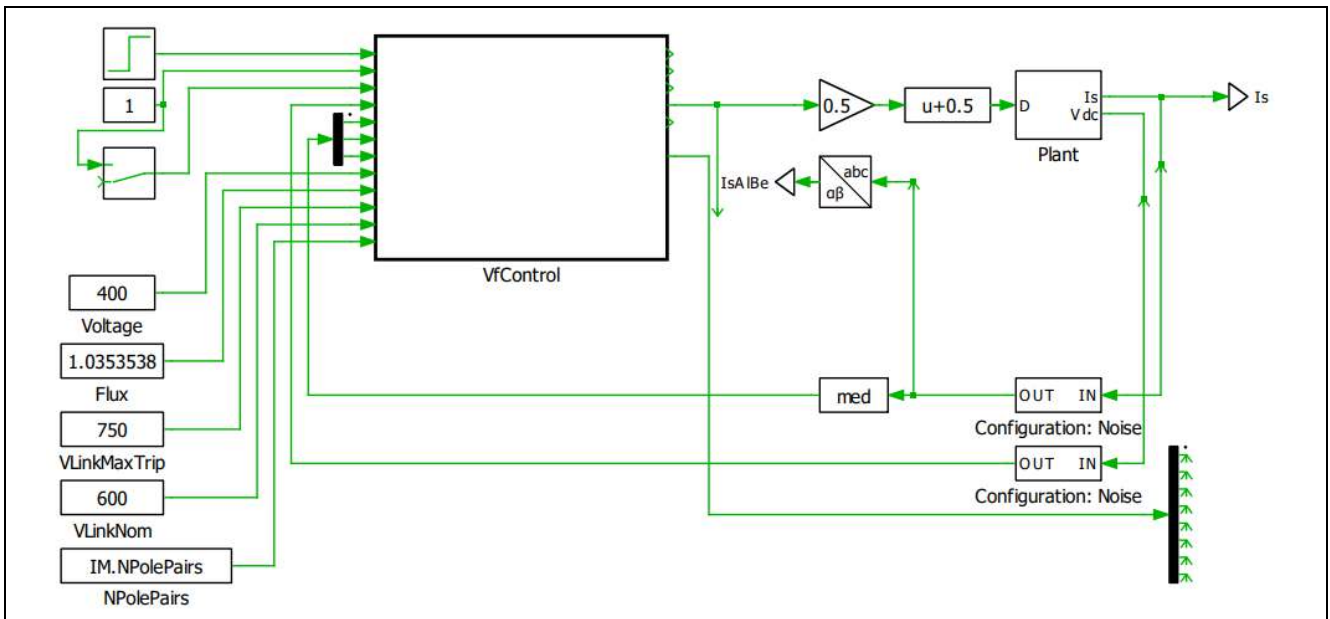 1
0.5
u+0.5
D
Is
Vdc
Plant
Is
IsAlBe
abc
αβ
VfControl
400
Voltage
1.0353538
Flux
750
VLinkMaxTrip
600
VLinkNom
IM.NPolePairs
NPolePairs
med
OUT IN
Configuration: Noise
OUT IN
Configuration: Noise